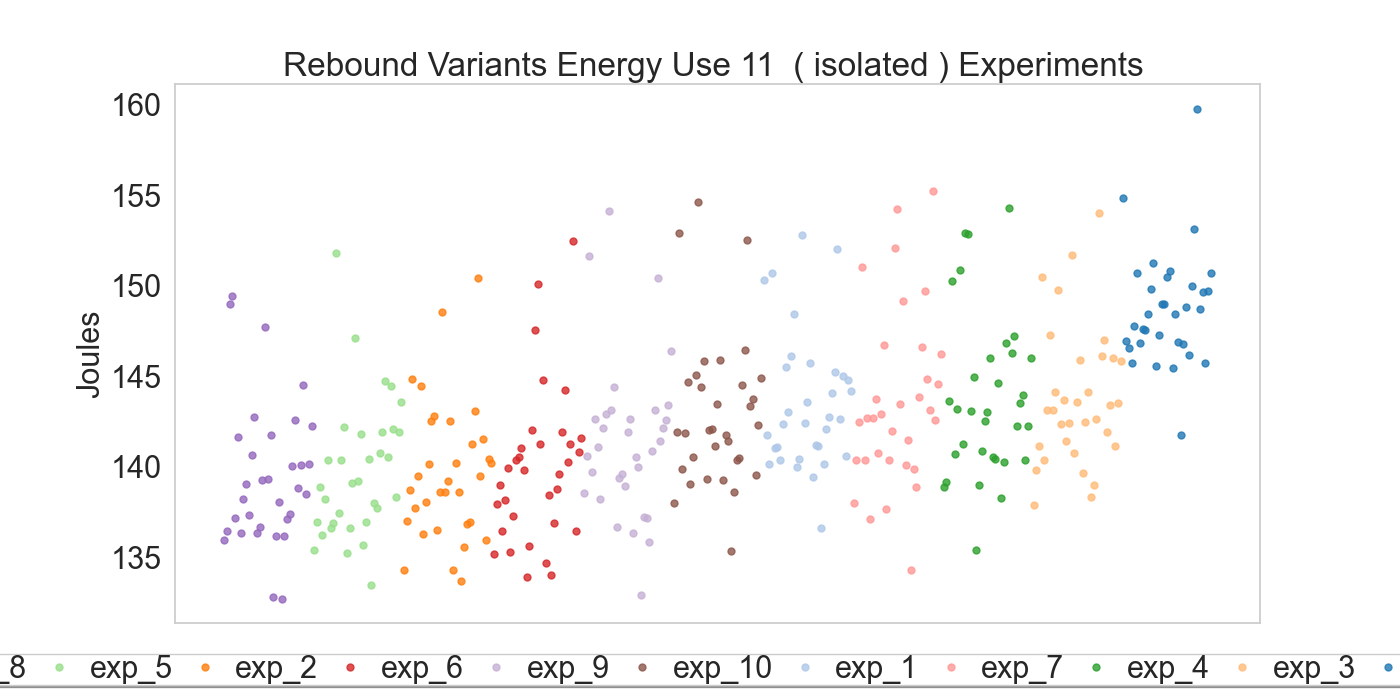 Rebound Variants Energy Use 11 ( isolated ) Experiments
160
155
150
145
140
135
Joules
_8 exp_5 exp_2 exp_6 exp_9 exp_10 exp_1 exp_7 exp_4 exp_3